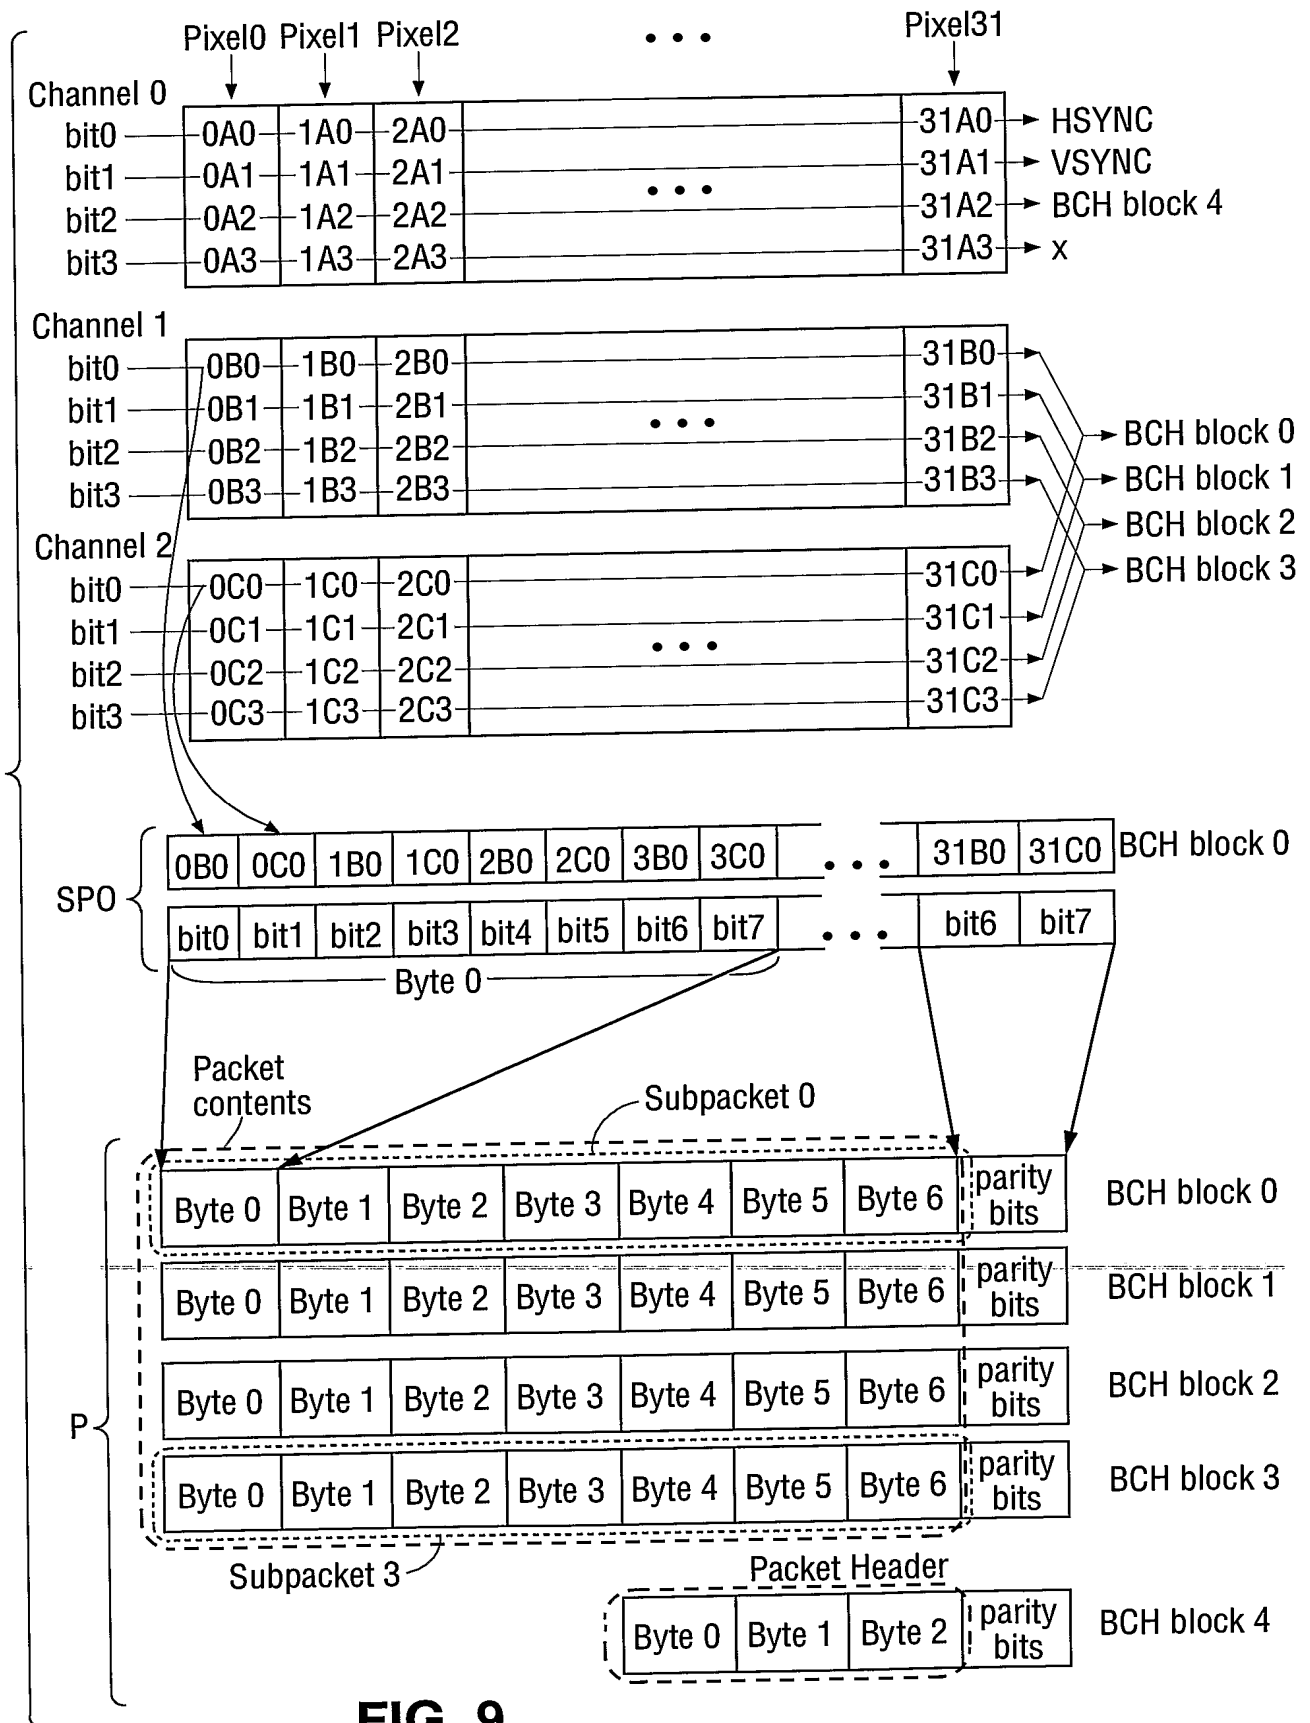 Pixel0 Pixel1 Pixel2 • • • Pixel31
Channel 0
bit0 0A0 1A0 2A0 31A0 HSYNC
bit1 0A1 1A1 2A1 31A1 VSYNC
• • •
bit2 0A2 1A2 2A2 31A2 BCH block 4
bit3 0A3 1A3 2A3 31A3 x
Channel 1
bit0 0B0 1B0 2B0 31B0
bit1 0B1 1B1 2B1 31B1
• • •
bit2 0B2 1B2 2B2 31B2
bit3 0B3 1B3 2B3 31B3
BCH block 0
BCH block 1
BCH block 2
BCH block 3
Channel 2
bit0 0C0 1C0 2C0 31C0
bit1 0C1 1C1 2C1 31C1
• • •
bit2 0C2 1C2 2C2 31C2
bit3 0C3 1C3 2C3 31C3
SP0
0B0 0C0 1B0 1C0 2B0 2C0 3B0 3C0 • • • 31B0 31C0 BCH block 0
bit0 bit1 bit2 bit3 bit4 bit5 bit6 bit7 • • • bit6 bit7
Byte 0
Packet
contents
Subpacket 0
P
Byte 0 Byte 1 Byte 2 Byte 3 Byte 4 Byte 5 Byte 6 parity bits BCH block 0
Byte 0 Byte 1 Byte 2 Byte 3 Byte 4 Byte 5 Byte 6 parity bits BCH block 1
Byte 0 Byte 1 Byte 2 Byte 3 Byte 4 Byte 5 Byte 6 parity bits BCH block 2
Byte 0 Byte 1 Byte 2 Byte 3 Byte 4 Byte 5 Byte 6 parity bits BCH block 3
Subpacket 3
Packet Header
Byte 0 Byte 1 Byte 2 parity bits BCH block 4
FIG. 9